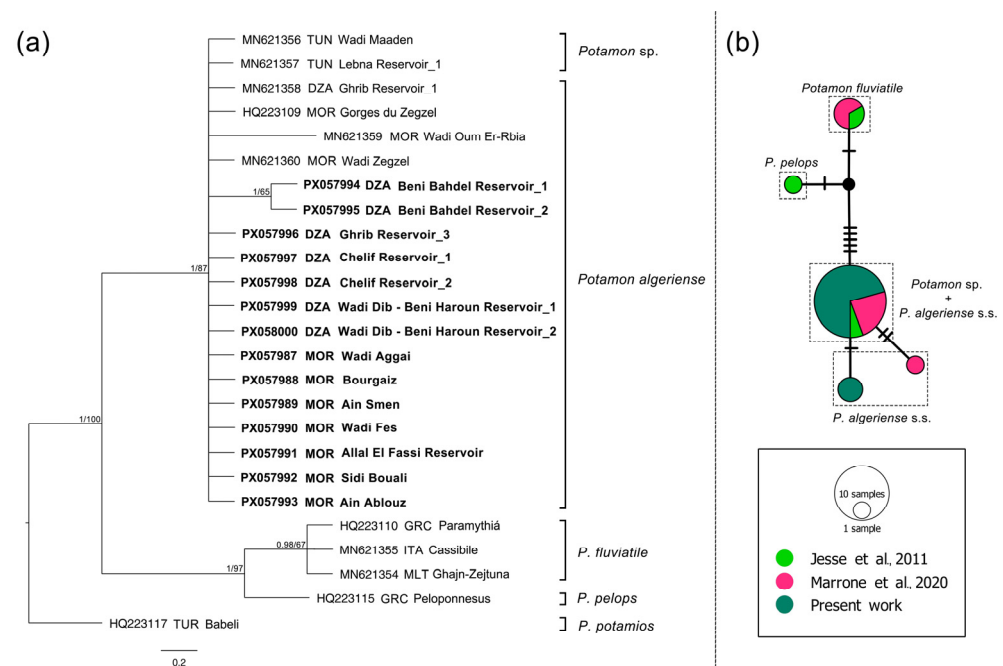 (a)
MN621356 TUN Wadi Maaden
MN621357 TUN Lebna Reservoir_1
Potamon sp.
MN621358 DZA Ghrib Reservoir_1
HQ223109 MOR Gorges du Zegzel
MN621359 MOR Wadi Oum Er-Rbia
MN621360 MOR Wadi Zegzel
1/65
PX057994 DZA Beni Bahdel Reservoir_1
PX057995 DZA Beni Bahdel Reservoir_2
PX057996 DZA Ghrib Reservoir_3
PX057997 DZA Chelif Reservoir_1
1/87
PX057998 DZA Chelif Reservoir_2
Potamon algeriense
PX057999 DZA Wadi Dib - Beni Haroun Reservoir_1
PX058000 DZA Wadi Dib - Beni Haroun Reservoir_2
PX057987 MOR Wadi Aggai
PX057988 MOR Bourgaiz
PX057989 MOR Ain Smen
1/100
PX057990 MOR Wadi Fes
PX057991 MOR Allal El Fassi Reservoir
PX057992 MOR Sidi Bouali
PX057993 MOR Ain Ablouz
HQ223110 GRC Paramythiá
0.98/67
MN621355 ITA Cassibile
P. fluviatile
1/97
MN621354 MLT Ghajn-Zejtuna
HQ223115 GRC Peloponnesus
P. pelops
HQ223117 TUR Babeli
P. potamios
0.2
(b)
Potamon fluviatile
P. pelops
Potamon sp.
+
P. algeriense s.s.
P. algeriense s.s.
10 samples
1 sample
Jesse et al., 2011
Marrone et al., 2020
Present work